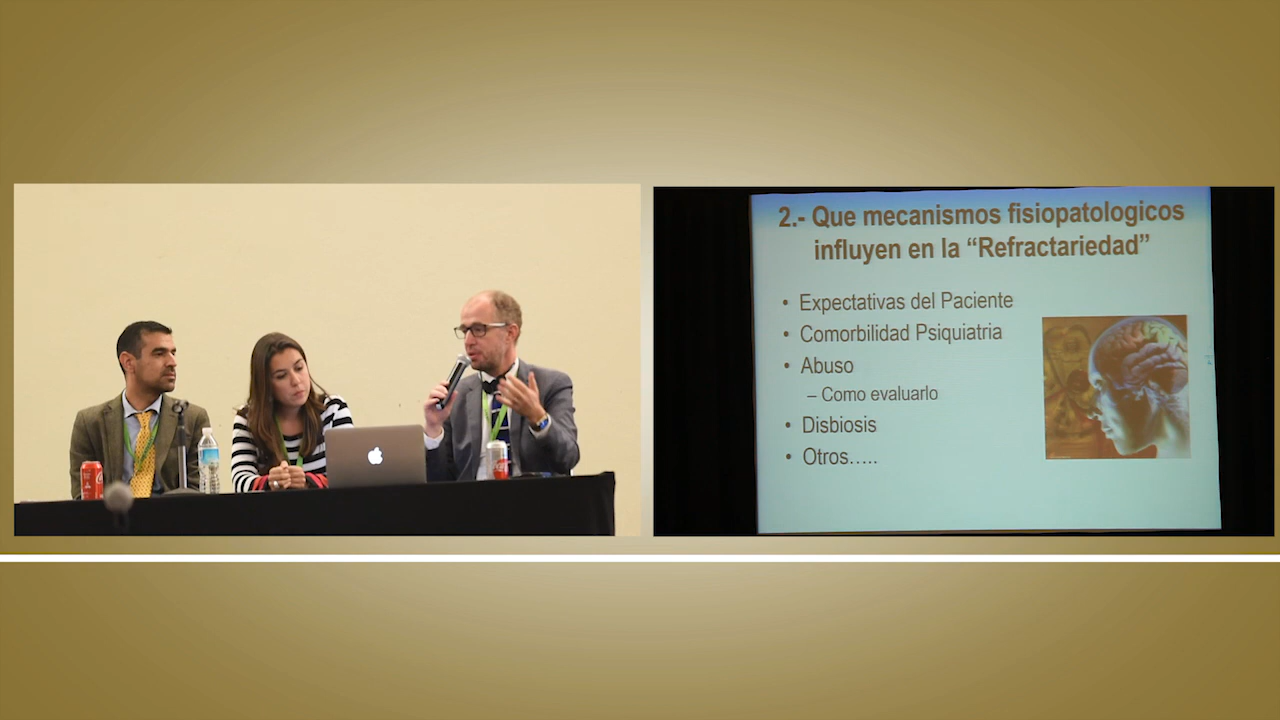 2.- Que mecanismos fisiopatologicos
influyen en la “Refractariedad”
• Expectativas del Paciente
• Comorbilidad Psiquiatria
• Abuso
– Como evaluarlo
• Disbiosis
• Otros…..